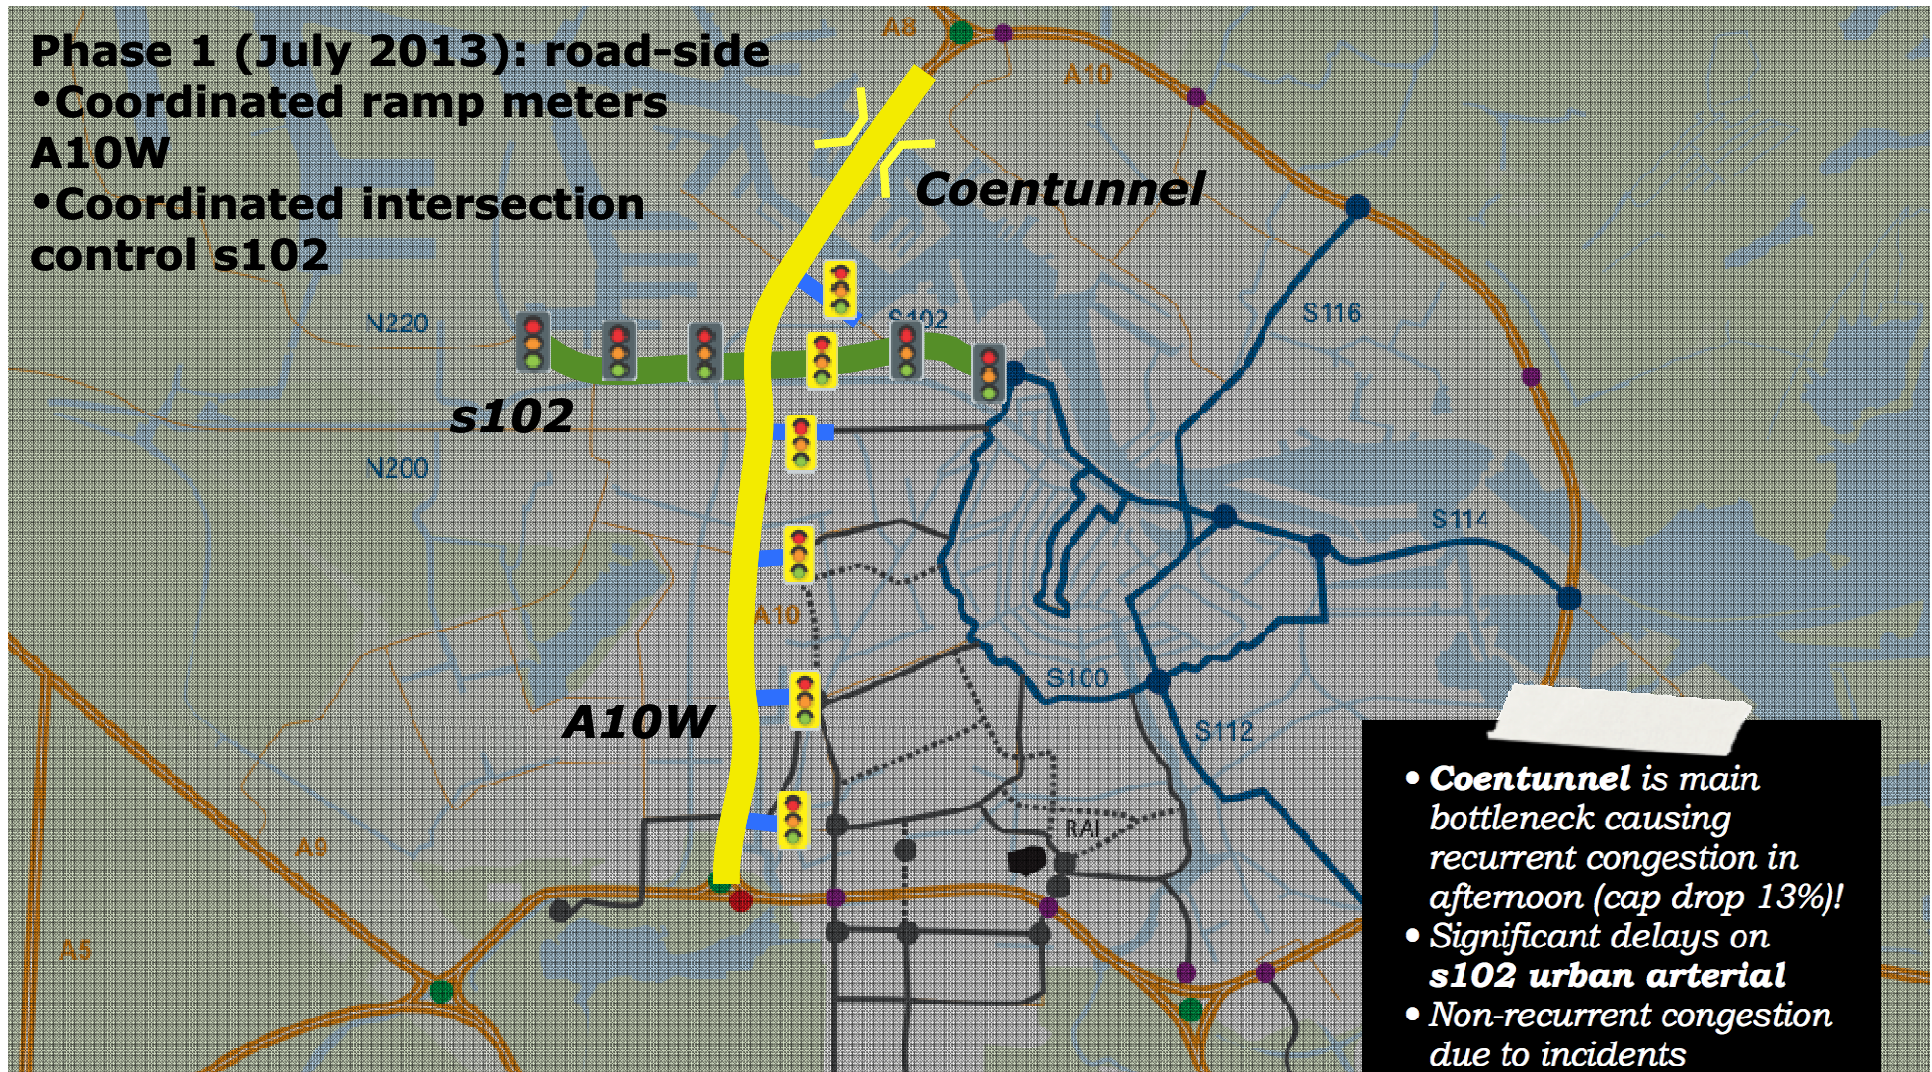 Phase 1 (July 2013): road-side
•Coordinated ramp meters
A10W
•Coordinated intersection
control s102
A8
A10
Coentunnel
S116
N220
S102
s102
N200
S114
A10
S100
A10W
S112
RAI
A9
A5
• Coentunnel is main
bottleneck causing
recurrent congestion in
afternoon (cap drop 13%)!
• Significant delays on
s102 urban arterial
• Non-recurrent congestion
due to incidents